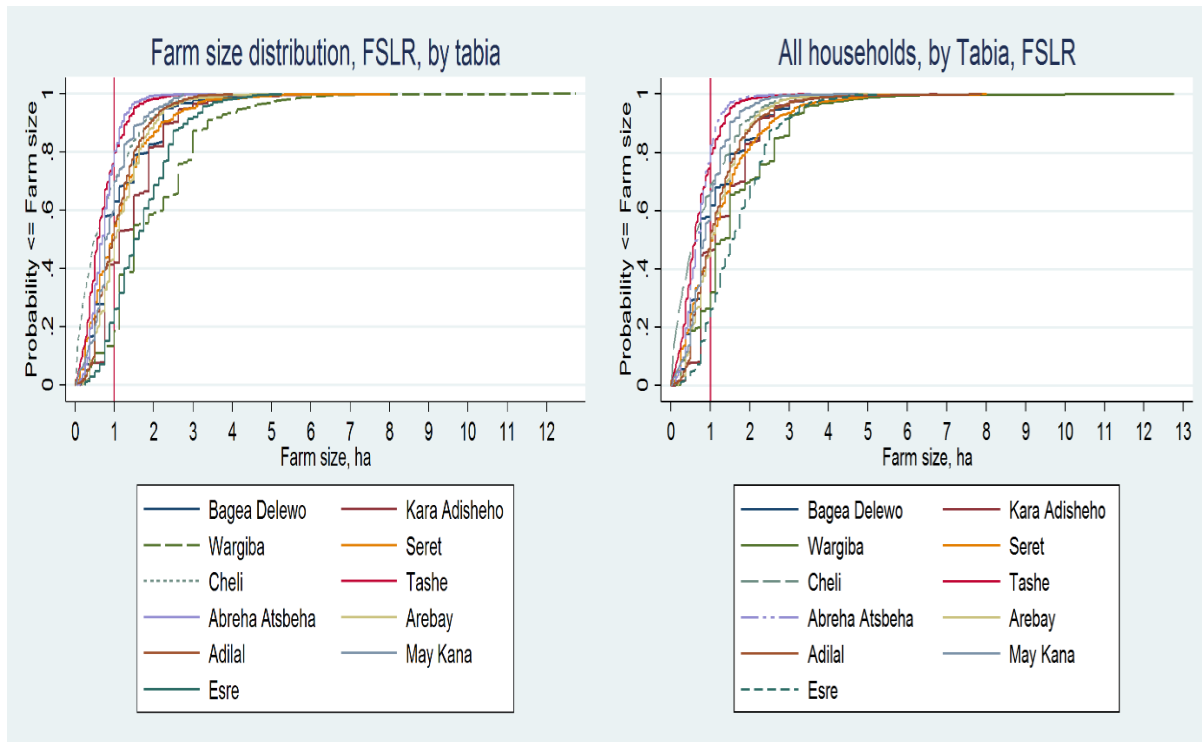 Farm size distribution, FSLR, by tabia
Probability <= Farm size
0 .2 .4 .6 .8 1
0 1 2 3 4 5 6 7 8 9 10 11 12
Farm size, ha
Bagea Delewo Kara Adisheho
Wargiba Seret
Cheli Tashe
Abreha Atsbeha Arebay
Adilal May Kana
Esre
All households, by Tabia, FSLR
Probability <= Farm size
0 .2 .4 .6 .8 1
0 1 2 3 4 5 6 7 8 9 10 11 12 13
Farm size, ha
Bagea Delewo Kara Adisheho
Wargiba Seret
Cheli Tashe
Abreha Atsbeha Arebay
Adilal May Kana
Esre